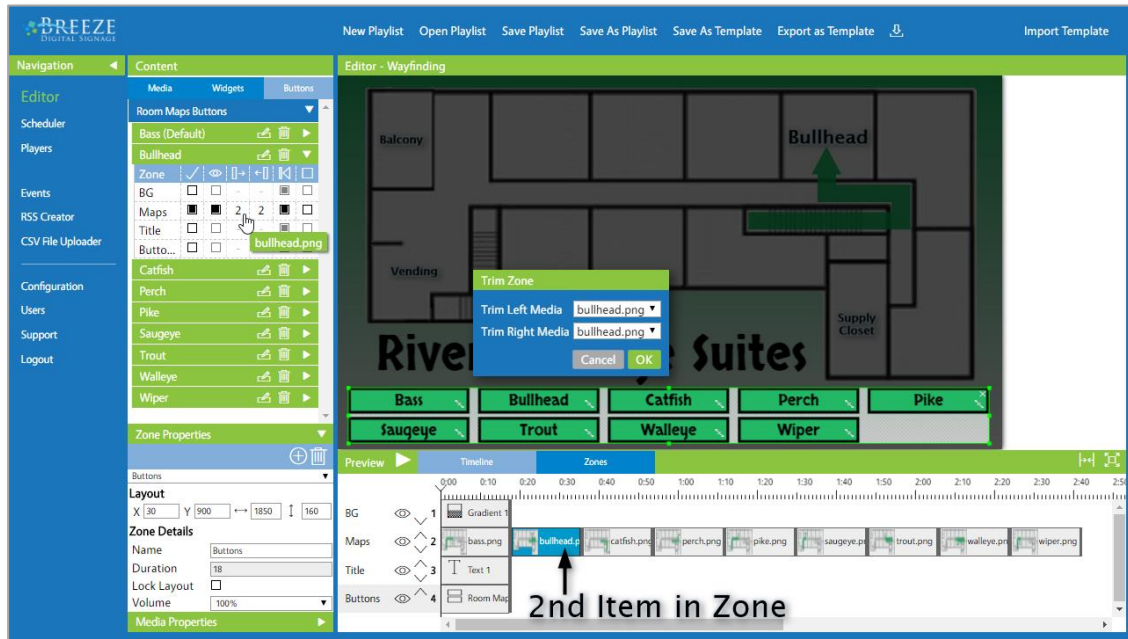 BREEZE
DIGITAL SIGNAGE
New Playlist Open Playlist Save Playlist Save As Playlist Save As Template Export as Template Import Template
Navigation
Editor
Scheduler
Players
Events
RSS Creator
CSV File Uploader
Configuration
Users
Support
Logout
Content
Media Widgets Buttons
Room Maps Buttons
Bass (Default)
Bullhead
Zone
BG - -
Maps 2 2
Title
Butto... -
bullhead.png
Catfish
Perch
Pike
Saugeye
Trout
Walleye
Wiper
Zone Properties
Buttons
Layout
X 30 Y 900 1850 160
Zone Details
Name Buttons
Duration 18
Lock Layout
Volume 100%
Media Properties
Editor - Wayfinding
Balcony
Bullhead
Vending
Supply
Closet
River Suites
Trim Zone
Trim Left Media bullhead.png
Trim Right Media bullhead.png
Cancel OK
Bass Bullhead Catfish Perch Pike
Saugeye Trout Walleye Wiper
Preview Timeline Zones
0:00 0:10 0:20 0:30 0:40 0:50 1:00 1:10 1:20 1:30 1:40 1:50 2:00 2:10 2:20 2:30 2:40 2:50
BG 1 Gradient 1
Maps 2 bass.png bullhead.p catfish.png perch.png pike.png saugeye.p trout.png walleye.pn wiper.png
Title 3 Text 1
Buttons 4 Room Map
2nd Item in Zone